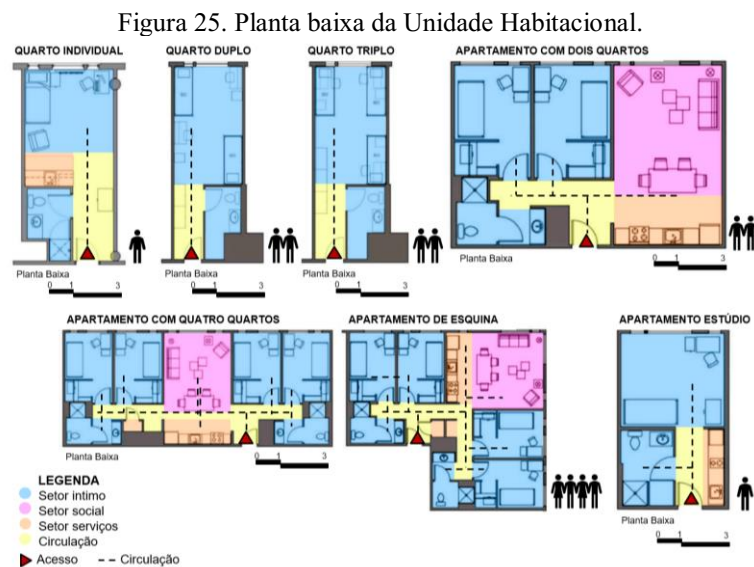 Figura 25. Planta baixa da Unidade Habitacional.
QUARTO INDIVIDUAL
QUARTO DUPLO
QUARTO TRIPLO
APARTAMENTO COM DOIS QUARTOS
Planta Baixa
0 1 3
Planta Baixa
0 1 3
Planta Baixa
0 1 3
Planta Baixa
0 1 3
APARTAMENTO COM QUATRO QUARTOS
APARTAMENTO DE ESQUINA
APARTAMENTO ESTÚDIO
Planta Baixa
0 1 3
Planta Baixa
0 1 3
LEGENDA
Setor íntimo
Setor social
Setor serviços
Circulação
Acesso -- Circulação